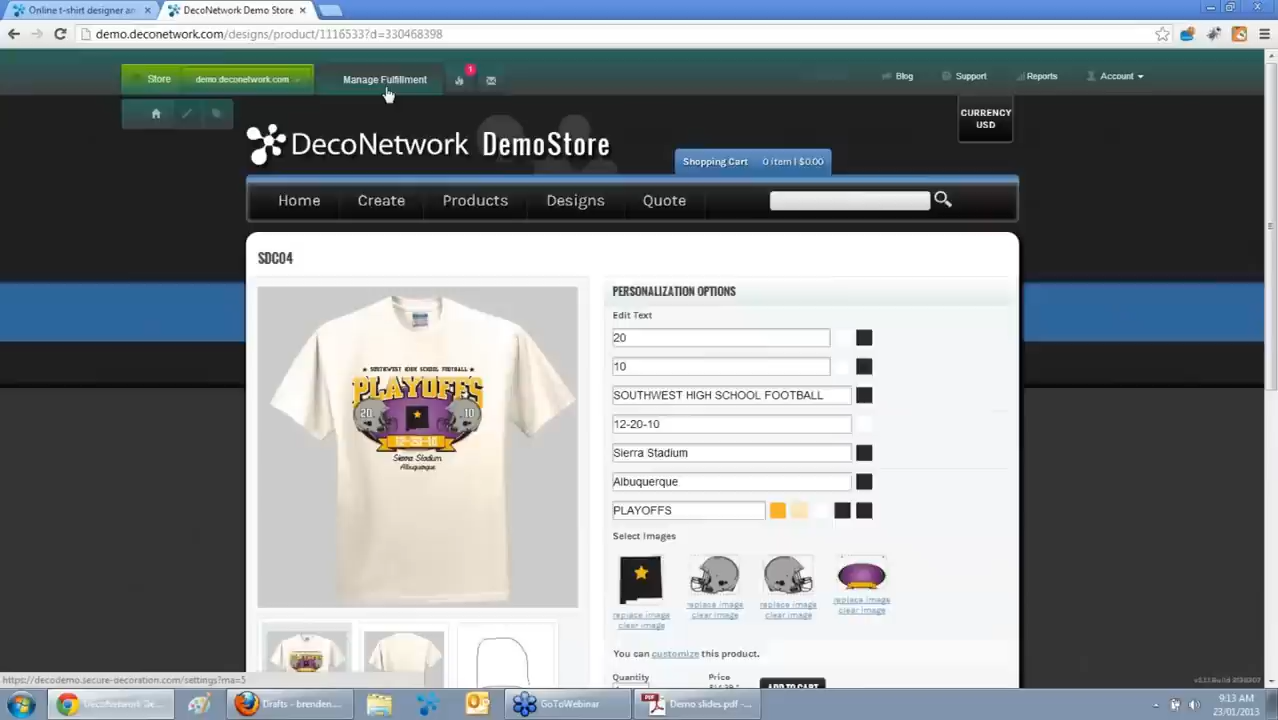 Online t-shirt designer an
DecoNetwork Demo Store
demo.deconetwork.com/designs/product/1116533?d=330468398
Store
demo.deconetwork.com
Manage Fulfillment
1
Blog
Support
Reports
Account
CURRENCY
USD
DecoNetwork DemoStore
Shopping Cart 0 item | $0.00
Home
Create
Products
Designs
Quote
SDC04
SOUTHWEST HIGH SCHOOL FOOTBALL
PLAYOFFS
20
10
12-20-10
Sierra Stadium
Albuquerque
PERSONALIZATION OPTIONS
Edit Text
20
10
SOUTHWEST HIGH SCHOOL FOOTBALL
12-20-10
Sierra Stadium
Albuquerque
PLAYOFFS
Select Images
replace image
clear image
replace image
clear image
replace image
clear image
replace image
clear image
You can customize this product.
Quantity
Price
ADD TO CART
https://decodemo.secure-decoration.com/settings?ma=5
DecoNetwork De...
Drafts - brenden....
GoToWebinar
Demo slides.pdf - ...
9:13 AM
23/01/2013